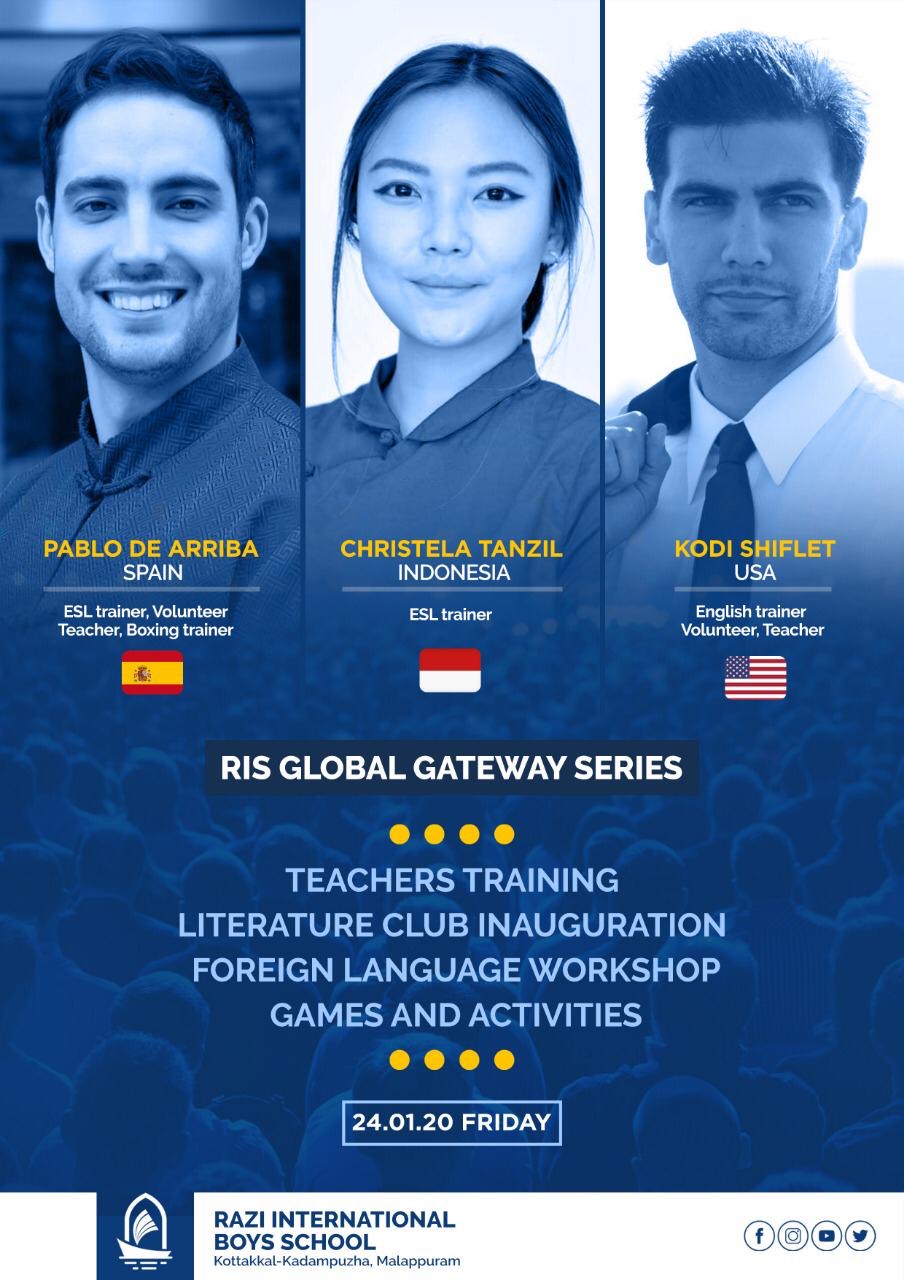 PABLO DE ARRIBA
SPAIN
ESL trainer, Volunteer
Teacher, Boxing trainer
CHRISTELA TANZIL
INDONESIA
ESL trainer
KODI SHIFLET
USA
English trainer
Volunteer, Teacher
RIS GLOBAL GATEWAY SERIES
TEACHERS TRAINING
LITERATURE CLUB INAUGURATION
FOREIGN LANGUAGE WORKSHOP
GAMES AND ACTIVITIES
24.01.20 FRIDAY
RAZI INTERNATIONAL
BOYS SCHOOL
Kottakkal-Kadampuzha, Malappuram